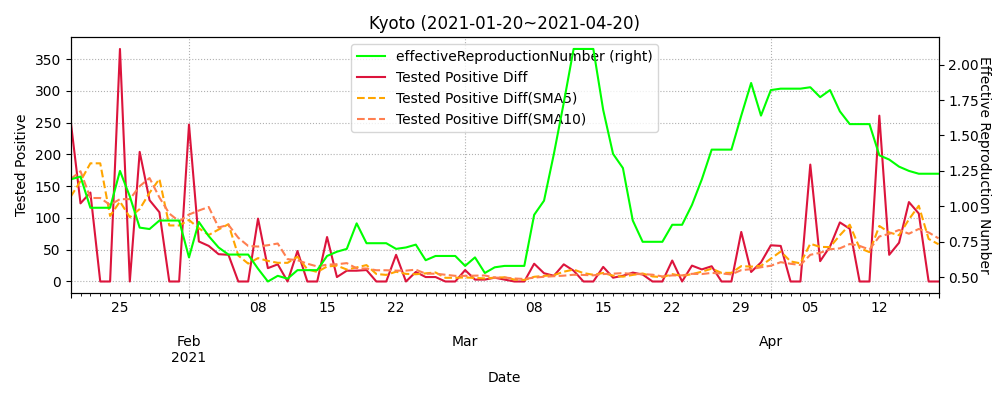 Kyoto (2021-01-20~2021-04-20)
effectiveReproductionNumber (right)
Tested Positive Diff
Tested Positive Diff(SMA5)
Tested Positive Diff(SMA10)
Tested Positive
350
300
250
200
150
100
50
0
2.00
1.75
1.50
1.25
1.00
0.75
0.50
Effective Reproduction Number
25 08 15 22 08 15 22 29 05 12
Feb Mar Apr
2021
Date